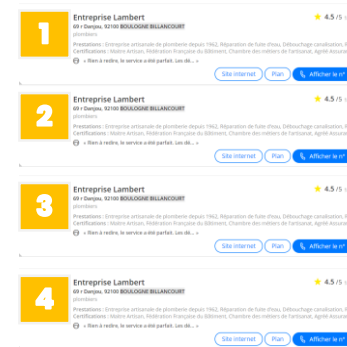 1
Entreprise Lambert
4.5 /5
69 r Danjou, 92100 BOULOGNE BILLANCOURT
plombiers
Prestations : Entreprise artisanale de plomberie depuis 1962, Réparation de fuite d'eau, Débouchage canalisation,
Certifications : Maitre Artisan, Fédération Française du Bâtiment, Chambre des métiers de l'artisanat, Agréé
« Rien à redire, le service a été parfait. Les dé... »
Site internet Plan Afficher le n°
2
Entreprise Lambert
4.5 /5
69 r Danjou, 92100 BOULOGNE BILLANCOURT
plombiers
Prestations : Entreprise artisanale de plomberie depuis 1962, Réparation de fuite d'eau, Débouchage canalisation,
Certifications : Maitre Artisan, Fédération Française du Bâtiment, Chambre des métiers de l'artisanat, Agréé
« Rien à redire, le service a été parfait. Les dé... »
Site internet Plan Afficher le n°
3
Entreprise Lambert
4.5 /5
69 r Danjou, 92100 BOULOGNE BILLANCOURT
plombiers
Prestations : Entreprise artisanale de plomberie depuis 1962, Réparation de fuite d'eau, Débouchage canalisation,
Certifications : Maitre Artisan, Fédération Française du Bâtiment, Chambre des métiers de l'artisanat, Agréé
« Rien à redire, le service a été parfait. Les dé... »
Site internet Plan Afficher le n°
4
Entreprise Lambert
4.5 /5
69 r Danjou, 92100 BOULOGNE BILLANCOURT
plombiers
Prestations : Entreprise artisanale de plomberie depuis 1962, Réparation de fuite d'eau, Débouchage canalisation,
Certifications : Maitre Artisan, Fédération Française du Bâtiment, Chambre des métiers de l'artisanat, Agréé
« Rien à redire, le service a été parfait. Les dé... »
Site internet Plan Afficher le n°